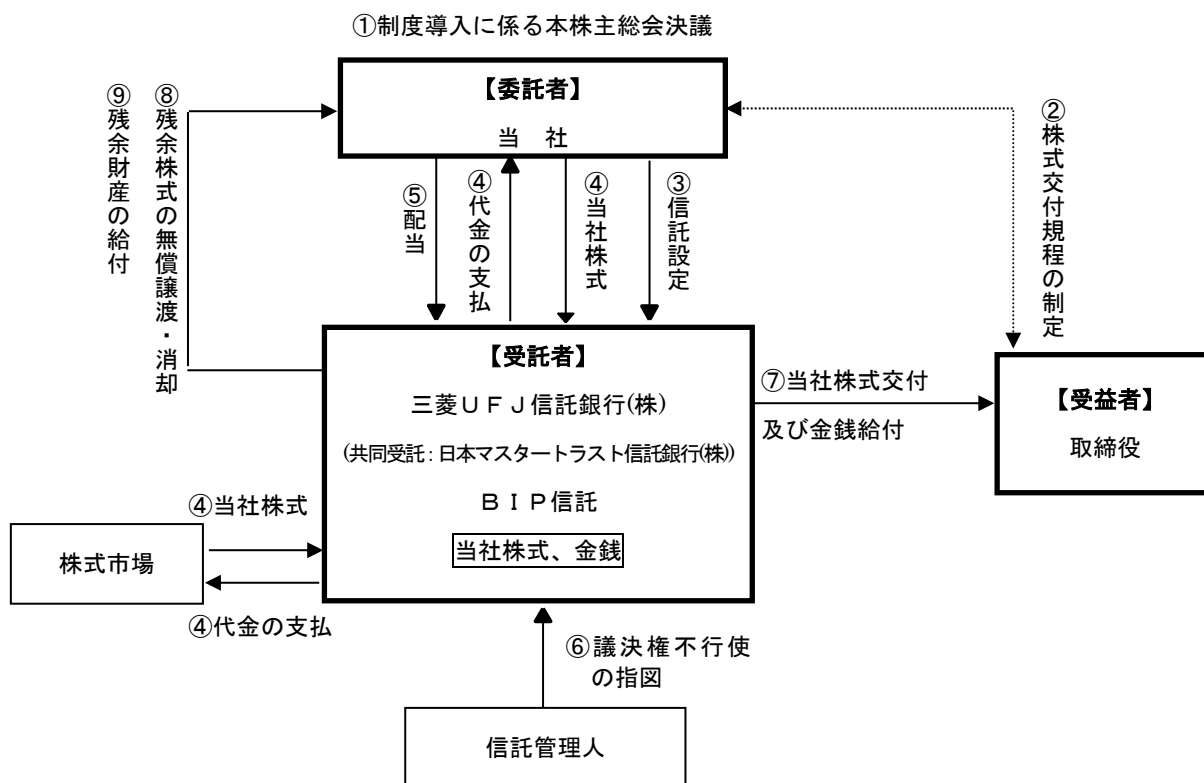 ①制度導入に係る本株主総会決議
【委託者】
当 社
⑨残余財産の給付
⑧残余株式の無償譲渡・消却
⑤配当
④代金の支払
④当社株式
③信託設定
②株式交付規程の制定
【受託者】
三菱UFJ信託銀行(株)
(共同受託:日本マスタートラスト信託銀行(株))
BIP信託
当社株式、金銭
⑦当社株式交付
及び金銭給付
【受益者】
取締役
④当社株式
株式市場
④代金の支払
⑥議決権不行使
の指図
信託管理人